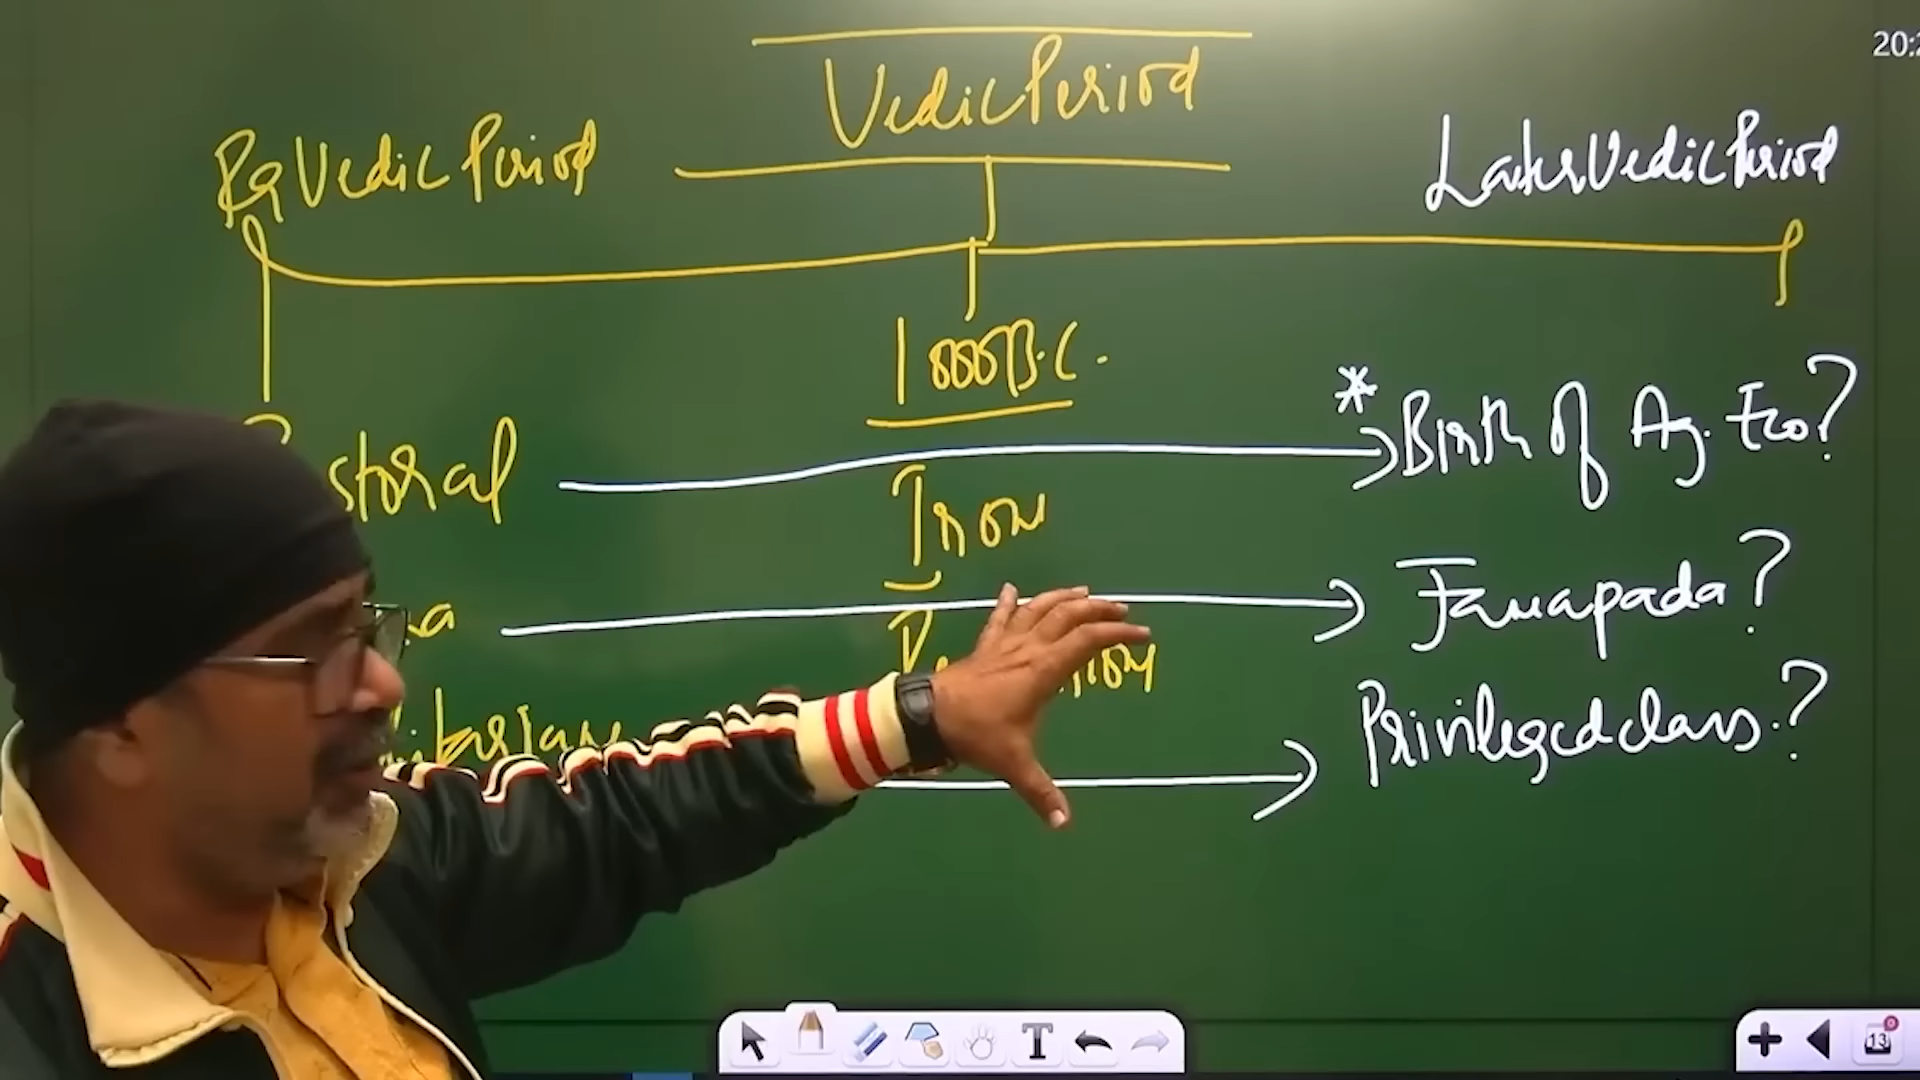 Vedic Period
Rg Vedic Period
Later Vedic Period
1000 B.C.
storal
* Birth of Ag. Eco?
Iron
Janapada?
Privileged class.?
20:2
T
13